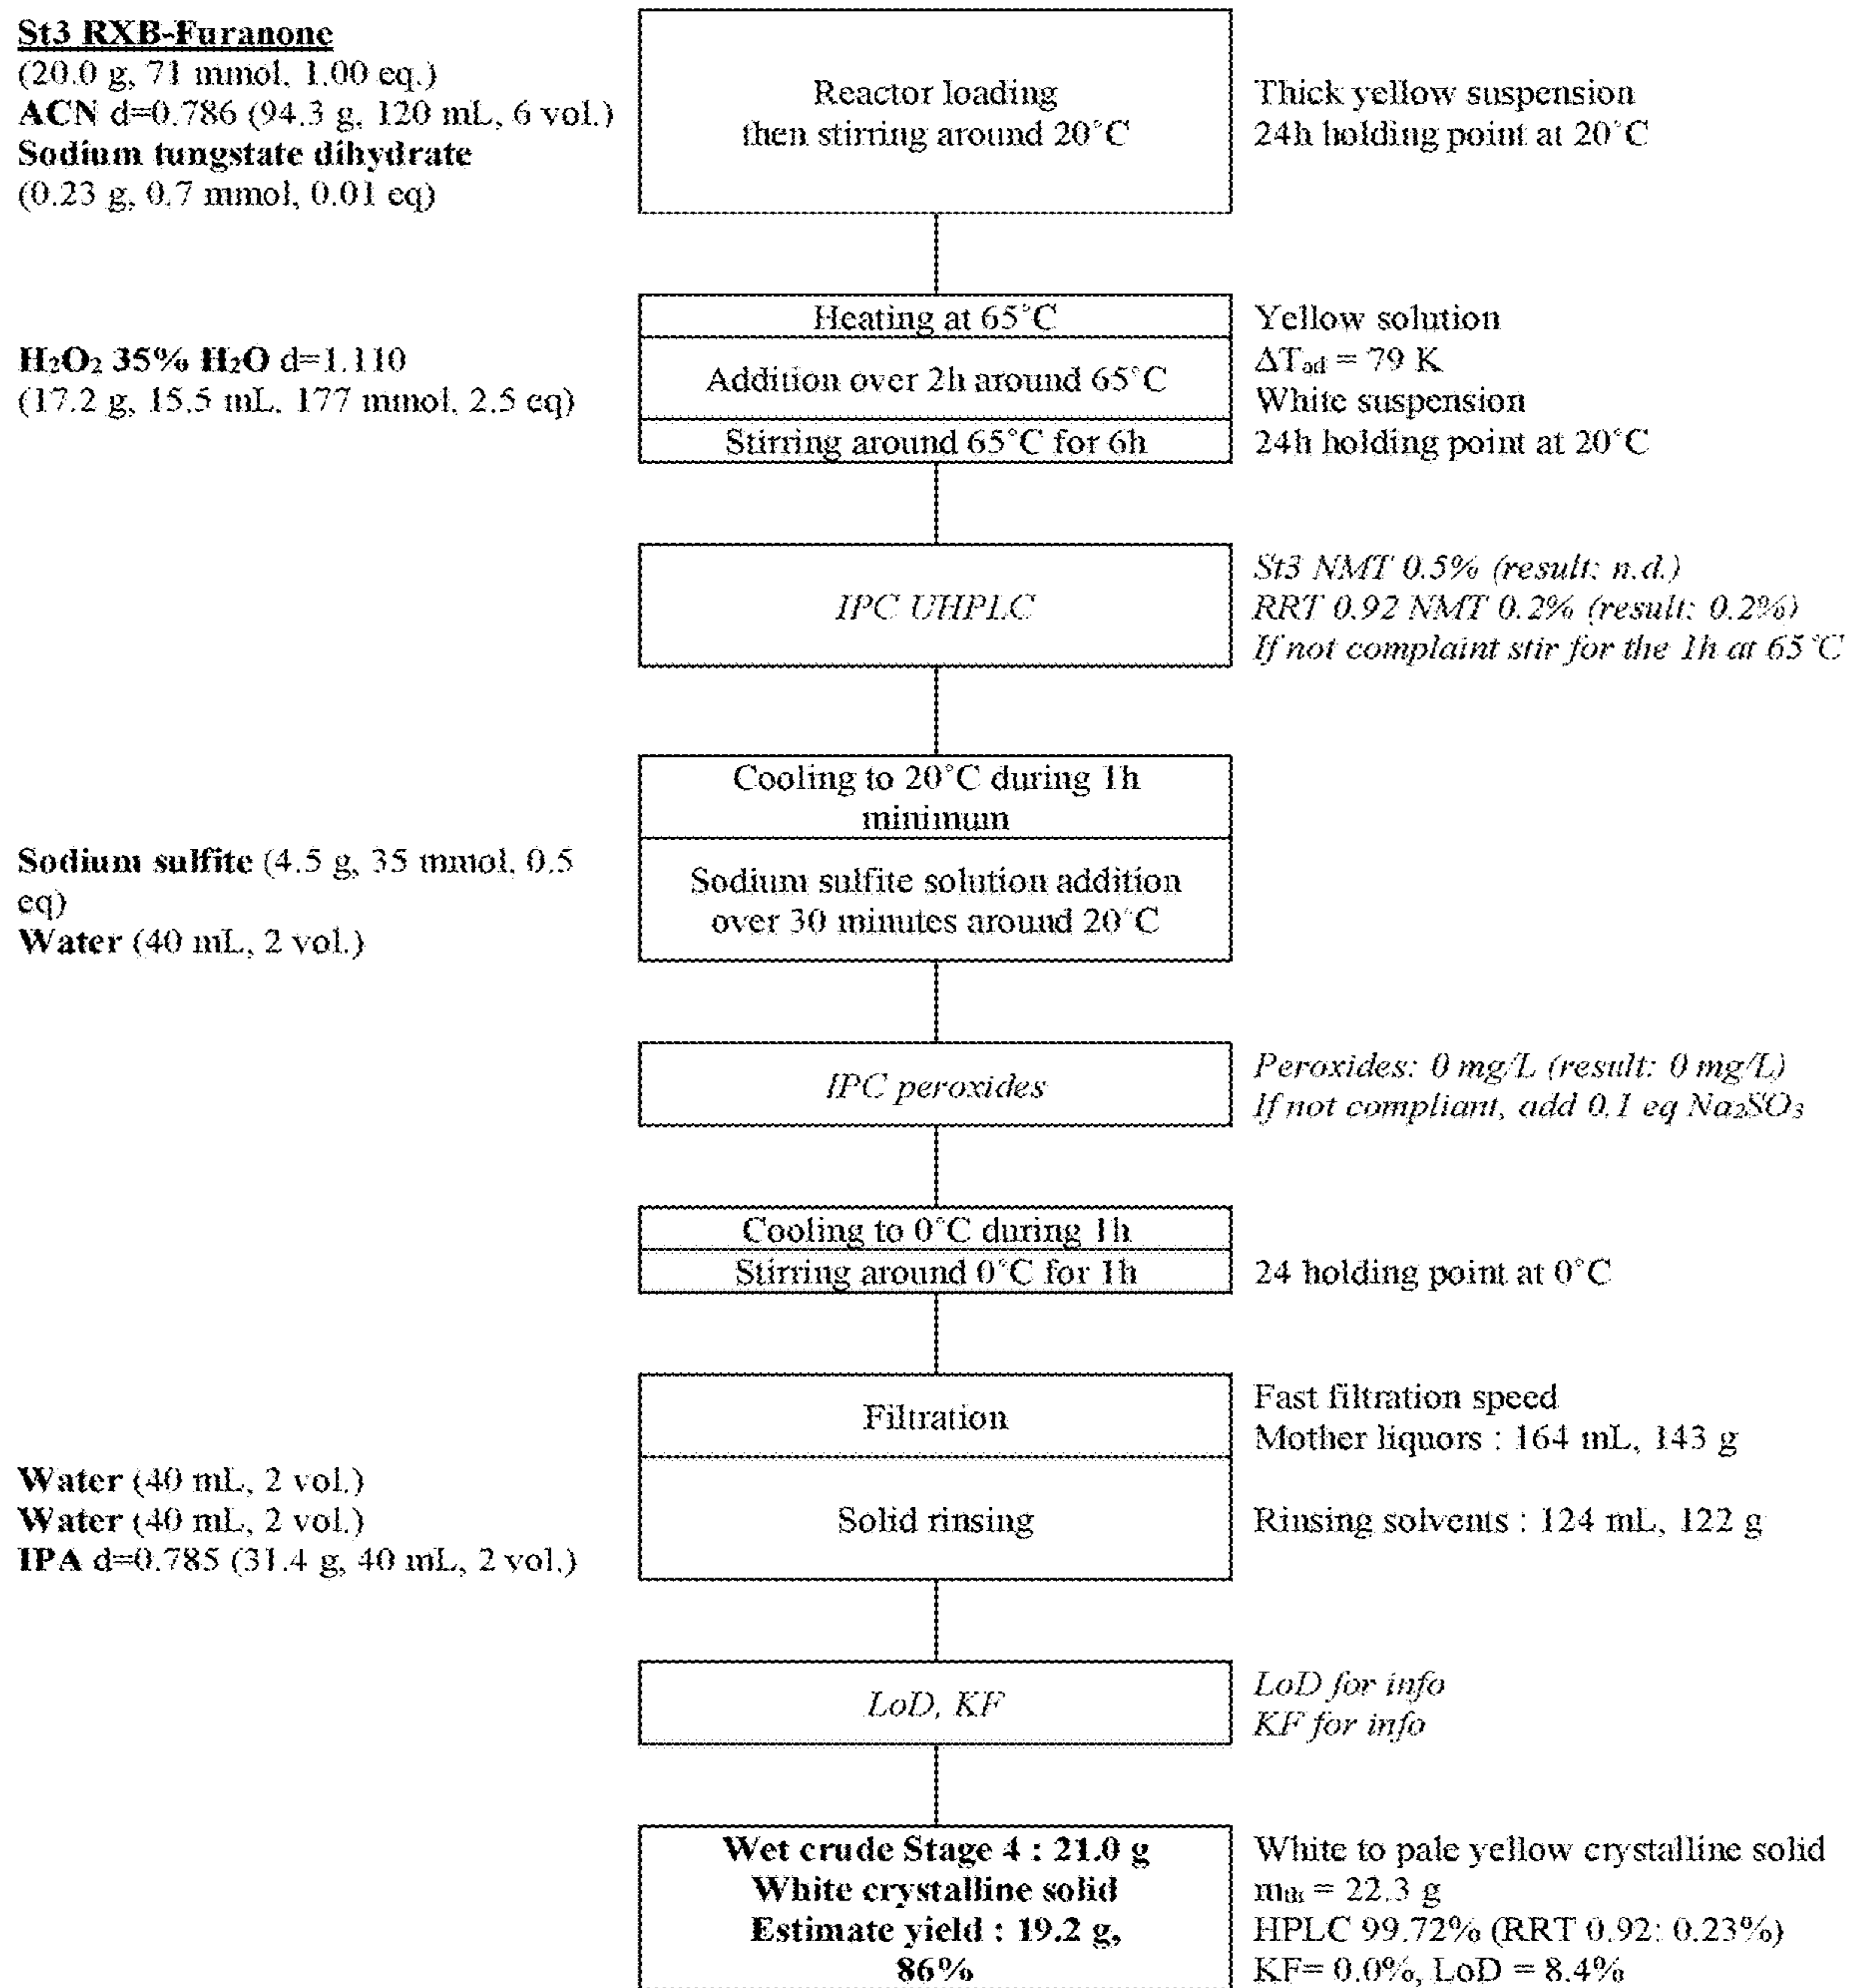 St3 RXB-Furanone
(20.0 g, 71 mmol, 1.00 eq.)
ACN d=0.786 (94.3 g, 120 mL, 6 vol.)
Sodium tungstate dihydrate
(0.23 g, 0.7 mmol, 0.01 eq)
Reactor loading
then stirring around 20°C
Thick yellow suspension
24h holding point at 20°C
H₂O₂ 35% H₂O d=1.110
(17.2 g, 15.5 mL, 177 mmol, 2.5 eq)
Heating at 65°C
Addition over 2h around 65°C
Stirring around 65°C for 6h
Yellow solution
ΔTad = 79 K
White suspension
24h holding point at 20°C
IPC UHPLC
St3 NMT 0.5% (result: n.d.)
RRT 0.92 NMT 0.2% (result: 0.2%)
If not complaint stir for the 1h at 65°C
Cooling to 20°C during 1h
minimum
Sodium sulfite (4.5 g, 35 mmol, 0.5
eq)
Water (40 mL, 2 vol.)
Sodium sulfite solution addition
over 30 minutes around 20°C
IPC peroxides
Peroxides: 0 mg/L (result: 0 mg/L)
If not compliant, add 0.1 eq Na₂SO₃
Cooling to 0°C during 1h
Stirring around 0°C for 1h
24 holding point at 0°C
Filtration
Fast filtration speed
Mother liquors : 164 mL, 143 g
Water (40 mL, 2 vol.)
Water (40 mL, 2 vol.)
IPA d=0.785 (31.4 g, 40 mL, 2 vol.)
Solid rinsing
Rinsing solvents : 124 mL, 122 g
LoD, KF
LoD for info
KF for info
Wet crude Stage 4 : 21.0 g
White crystalline solid
Estimate yield : 19.2 g,
86%
White to pale yellow crystalline solid
mth = 22.3 g
HPLC 99.72% (RRT 0.92: 0.23%)
KF= 0.0%, LoD = 8.4%